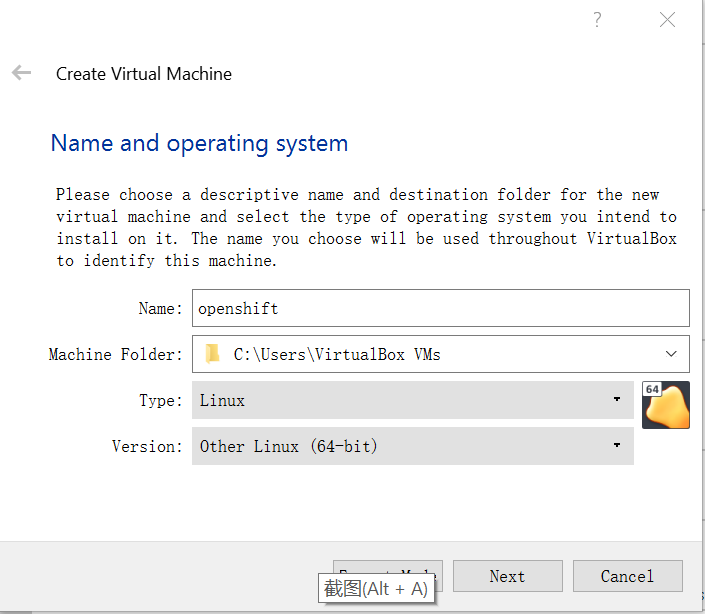 ?
Create Virtual Machine
Name and operating system
Please choose a descriptive name and destination folder for the new
virtual machine and select the type of operating system you intend to
install on it. The name you choose will be used throughout VirtualBox
to identify this machine.
Name: openshift
Machine Folder: C:\Users\VirtualBox VMs
Type: Linux
64
Version: Other Linux (64-bit)
Next Cancel
截图(Alt + A)